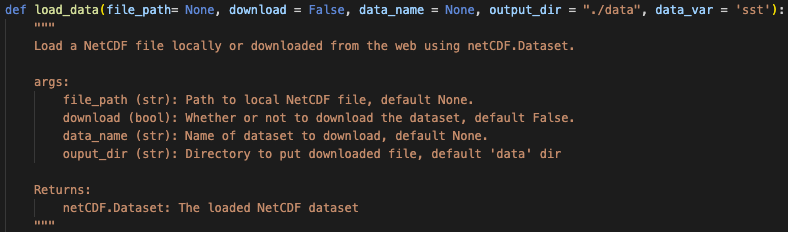 def load_data(file_path= None, download = False, data_name = None, output_dir = "./data", data_var = 'sst'):
"""
Load a NetCDF file locally or downloaded from the web using netCDF.Dataset.
args:
file_path (str): Path to local NetCDF file, default None.
download (bool): Whether or not to download the dataset, default False.
data_name (str): Name of dataset to download, default None.
ouput_dir (str): Directory to put downloaded file, default 'data' dir
Returns:
netCDF.Dataset: The loaded NetCDF dataset
"""